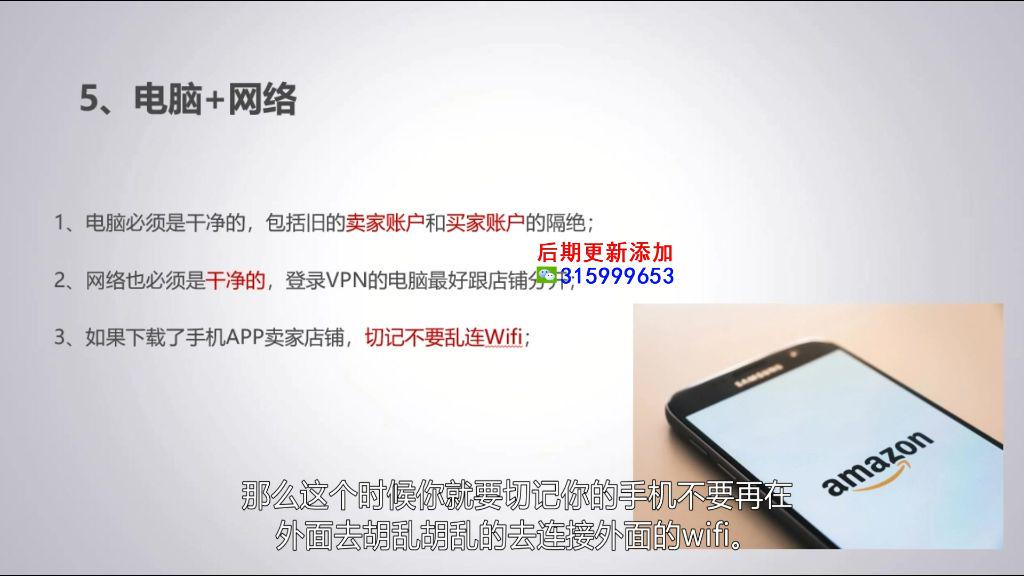 5、电脑+网络
1、电脑必须是干净的，包括旧的卖家账户和买家账户的隔绝；
后期更新添加
315999653
2、网络也必须是干净的，登录VPN的电脑最好跟店铺分开；
3、如果下载了手机APP卖家店铺，切记不要乱连Wifi；
SAMSUNG
amazon
那么这个时候你就要切记你的手机不要再在
外面去胡乱胡乱的去连接外面的wifi。